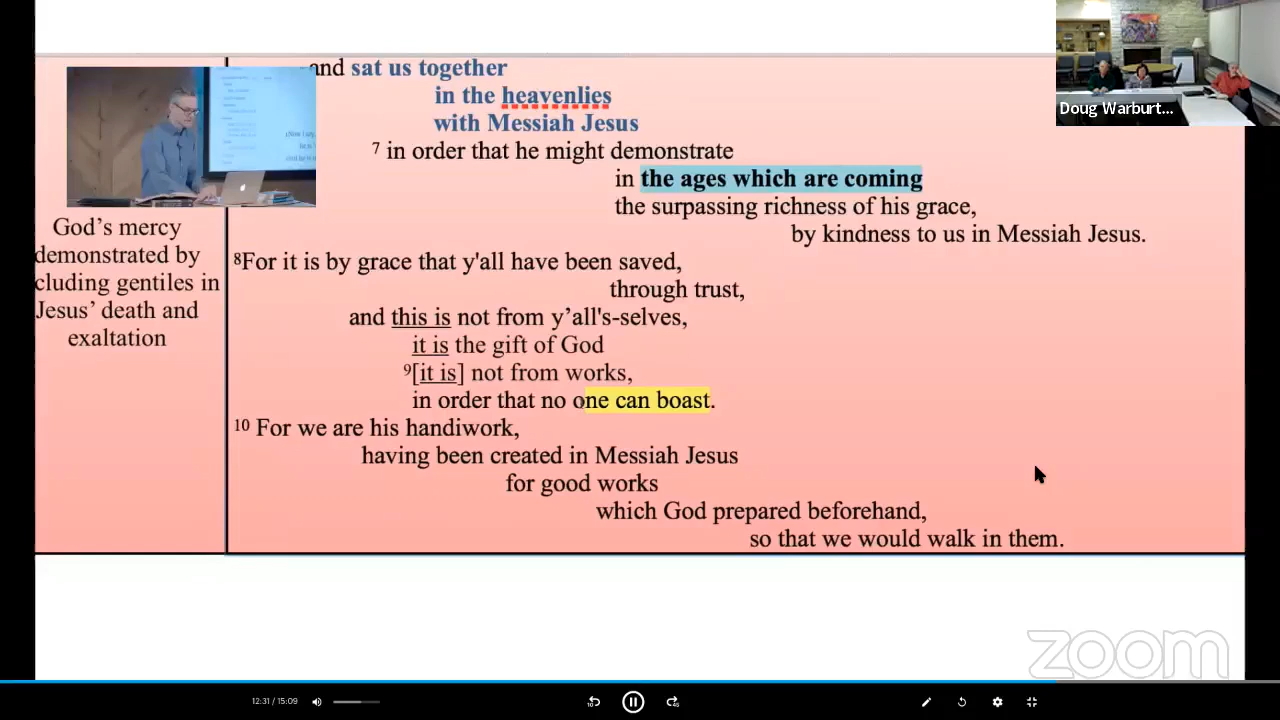 and sat us together
in the heavenlies
with Messiah Jesus
7 in order that he might demonstrate
in the ages which are coming
the surpassing richness of his grace,
by kindness to us in Messiah Jesus.
8For it is by grace that y'all have been saved,
through trust,
and this is not from y’all's-selves,
it is the gift of God
9[it is] not from works,
in order that no one can boast.
10 For we are his handiwork,
having been created in Messiah Jesus
for good works
which God prepared beforehand,
so that we would walk in them.
God’s mercy
demonstrated by
cluding gentiles in
Jesus’ death and
exaltation
Doug Warburt...
zoom
12:31 / 15:09
10
45